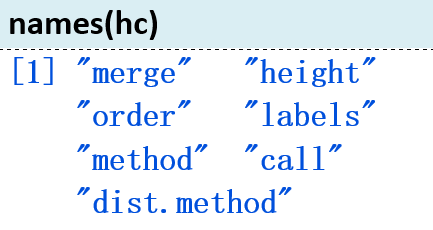 names(hc)
[1] "merge" "height"
"order" "labels"
"method" "call"
"dist.method"